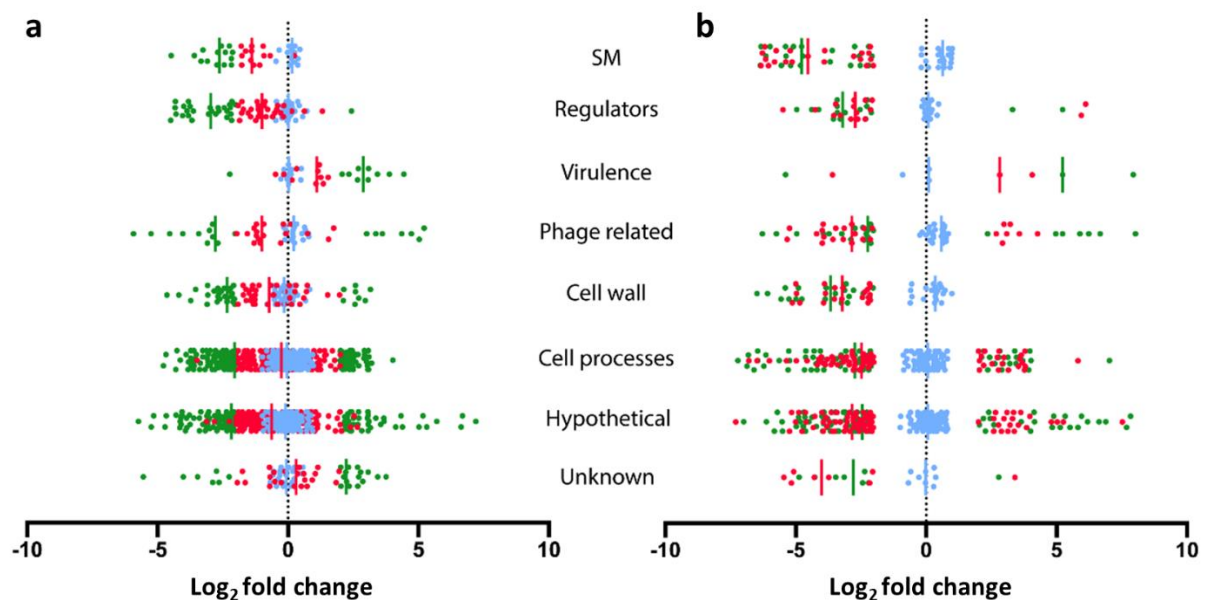 a b
SM
Regulators
Virulence
Phage related
Cell wall
Cell processes
Hypothetical
Unknown
-10 -5 0 5 10 -10 -5 0 5 10
Log₂ fold change Log₂ fold change